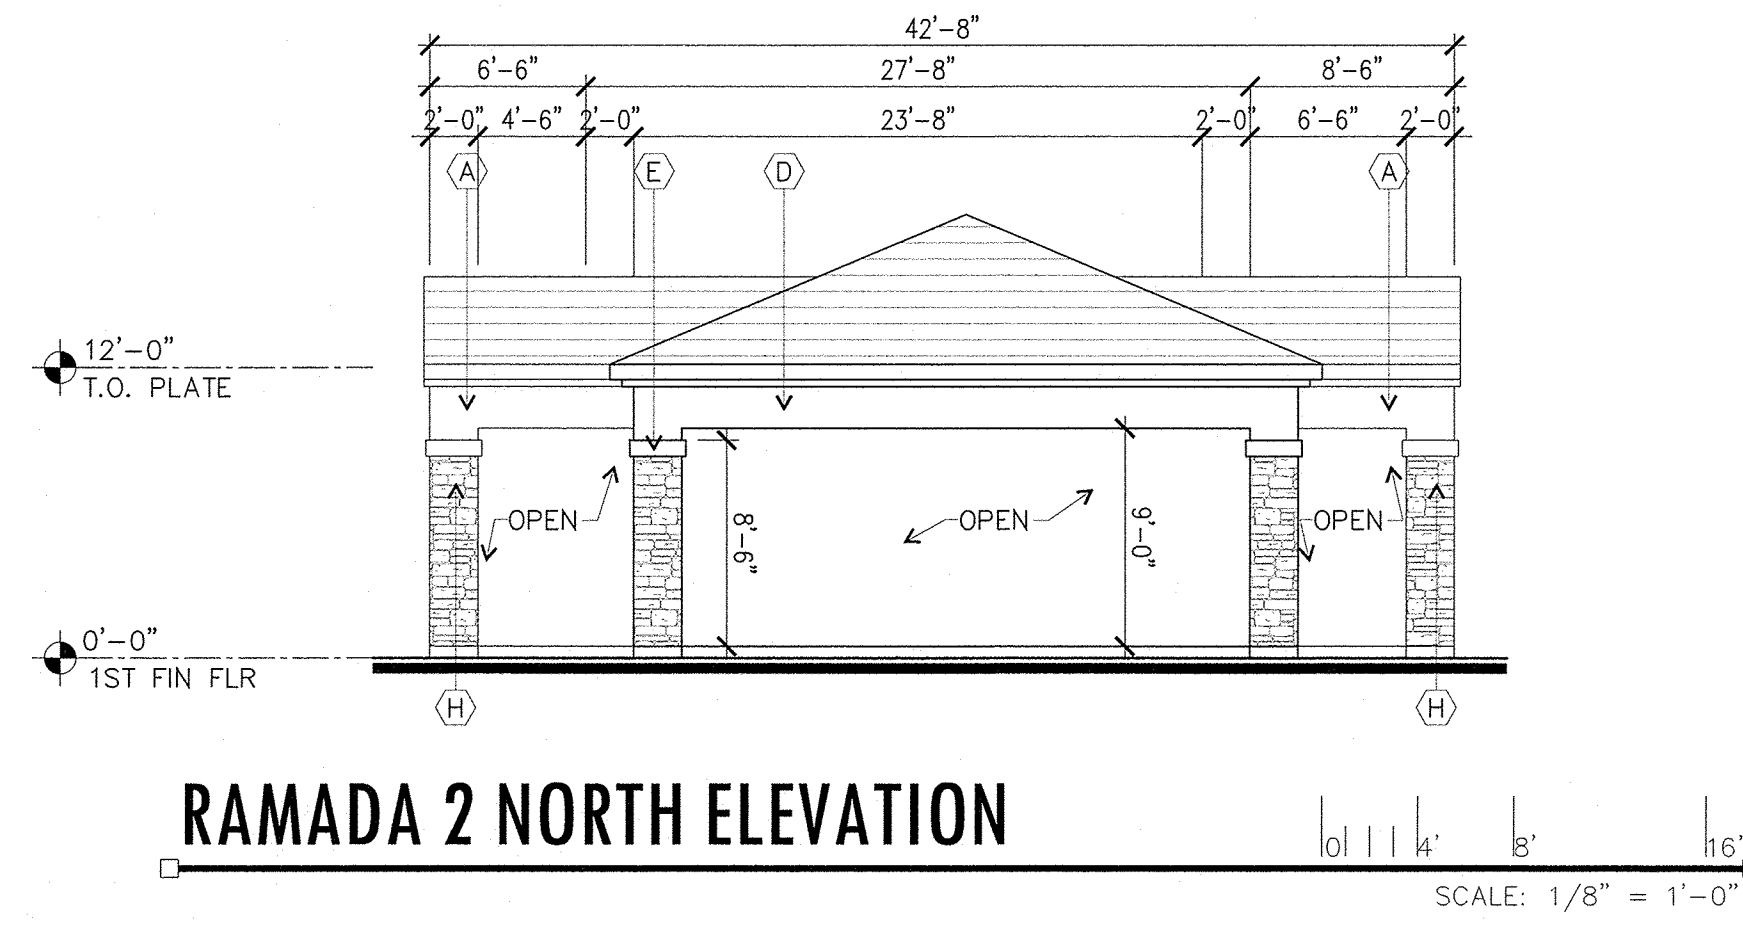 42'-8"
6'-6" 27'-8" 8'-6"
2'-0" 4'-6" 2'-0" 23'-8" 2'-0" 6'-6" 2'-0"
A E D A
12'-0"
T.O. PLATE
OPEN 8'-6" OPEN 9'-0" OPEN
0'-0"
1ST FIN FLR
H H
RAMADA 2 NORTH ELEVATION
0 4' 8' 16'
SCALE: 1/8" = 1'-0"